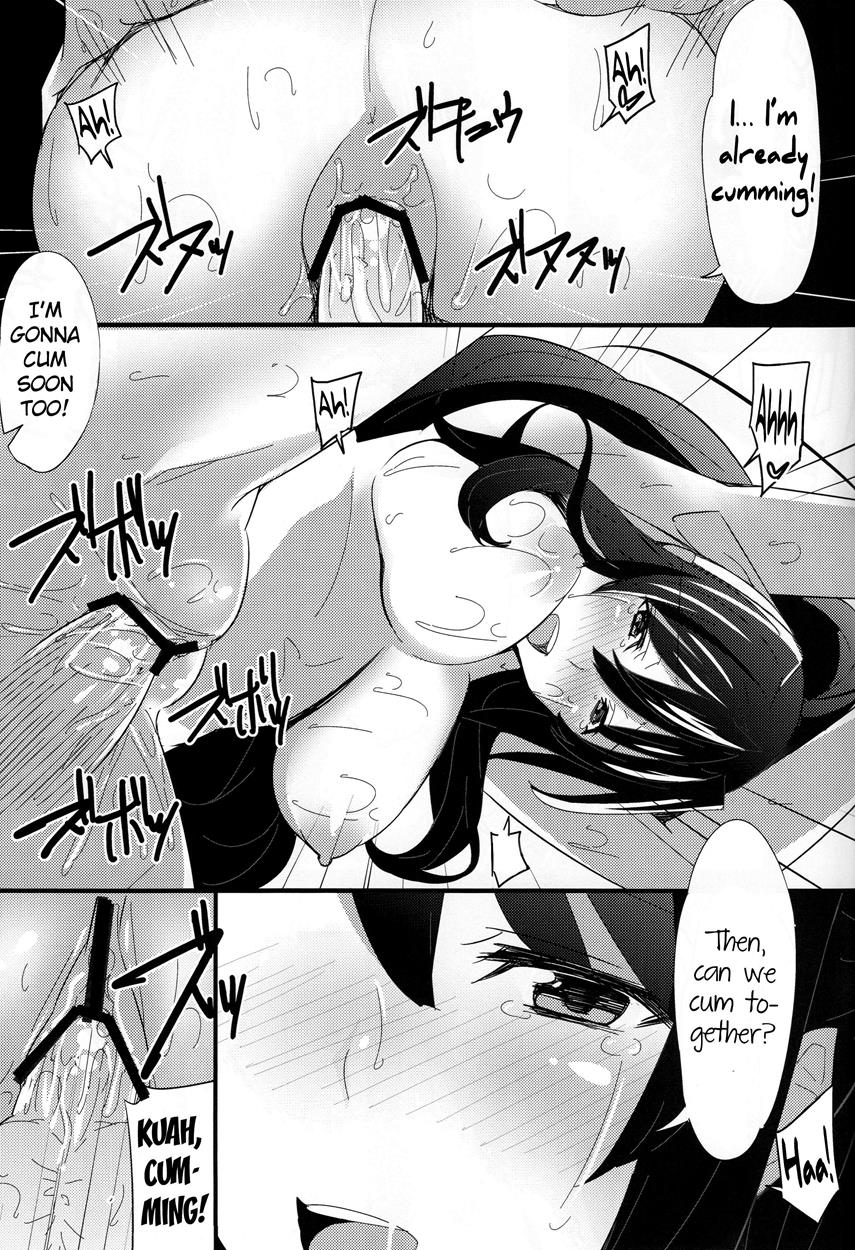 I... I'm
already
cumming!
Ah!
ズチュウ
Ah!
ズヌッ
ズヌヌッ
I'M
GONNA
CUM
SOON
TOO!
Ahhh
Ah!
ズボッ
ズボッ
ズボッ
Then,
can we
cum to-
gether?
Haa!
KUAH,
CUM-
MING!